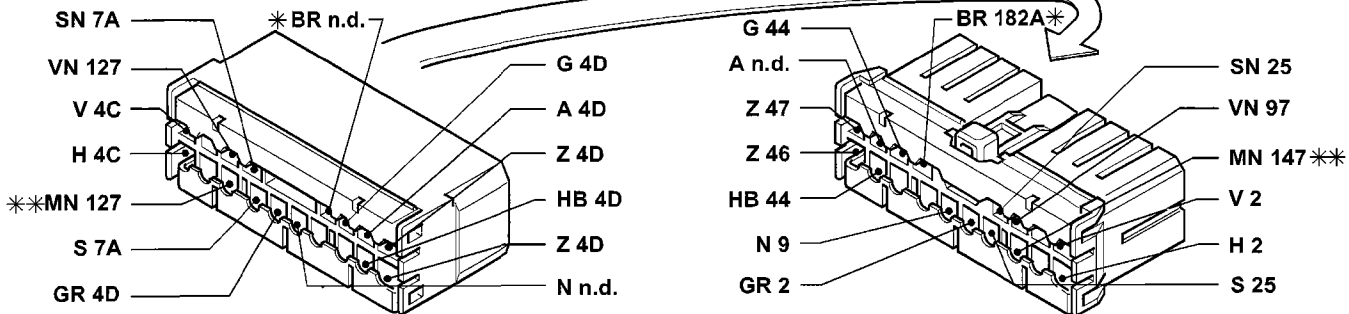 SN 7A
✳BR n.d.
VN 127
G 4D
V 4C
A 4D
H 4C
Z 4D
✳✳MN 127
HB 4D
S 7A
Z 4D
GR 4D
N n.d.
G 44
BR 182A✳
A n.d.
SN 25
Z 47
VN 97
Z 46
MN 147✳✳
HB 44
V 2
N 9
H 2
GR 2
S 25